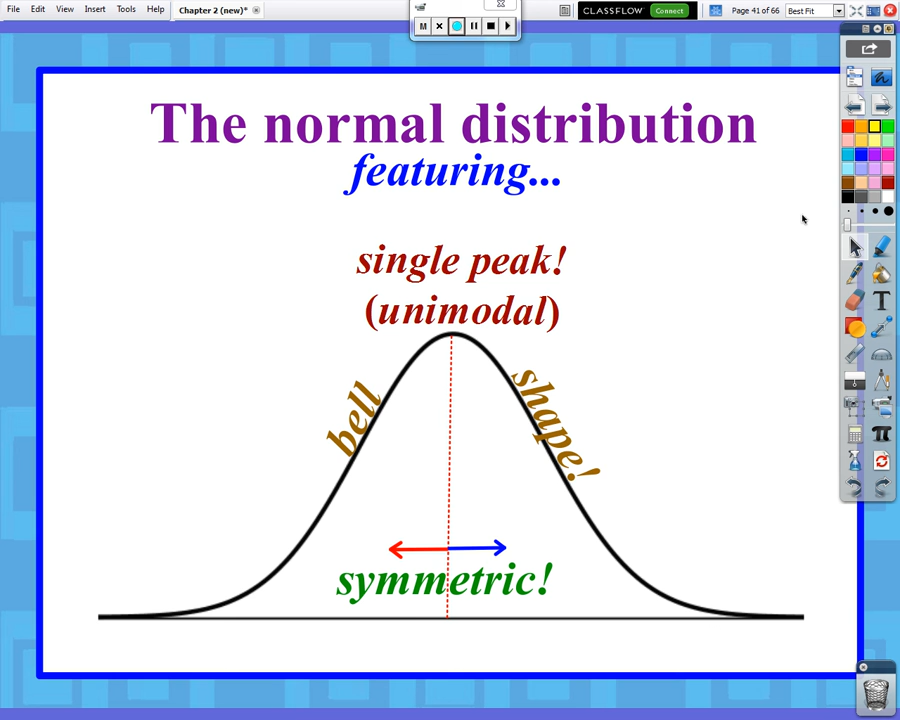 File Edit View Insert Tools Help Chapter 2 (new)* CLASSFLOW Connect Page 41 of 66 Best Fit
M
The normal distribution
featuring...
single peak!
(unimodal)
bell shape!
symmetric!